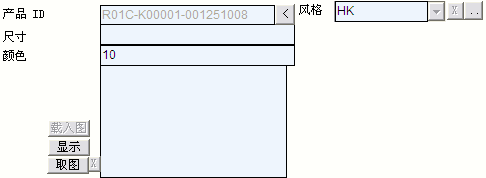 产品 ID R01C-K00001-001251008 < 风格 HK X ..
尺寸
颜色 10
载入图
显示
取图 X